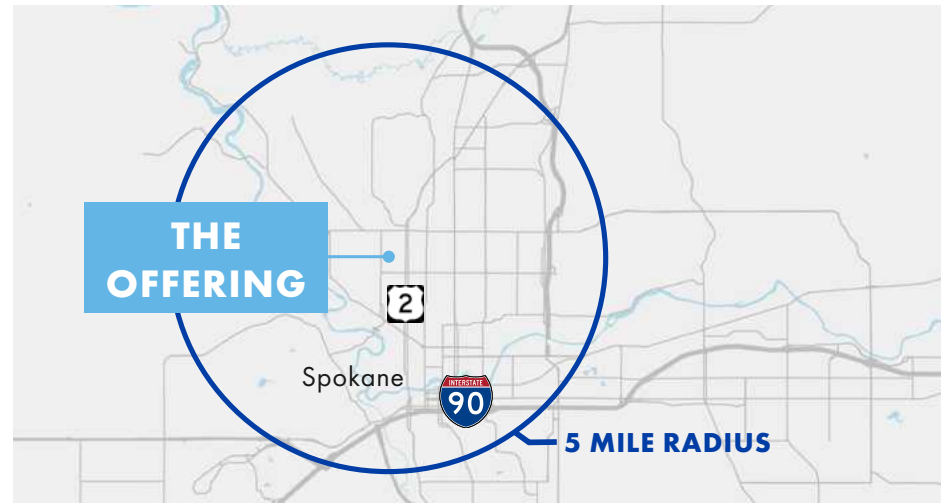 THE
OFFERING
2
Spokane
INTERSTATE
90
5 MILE RADIUS